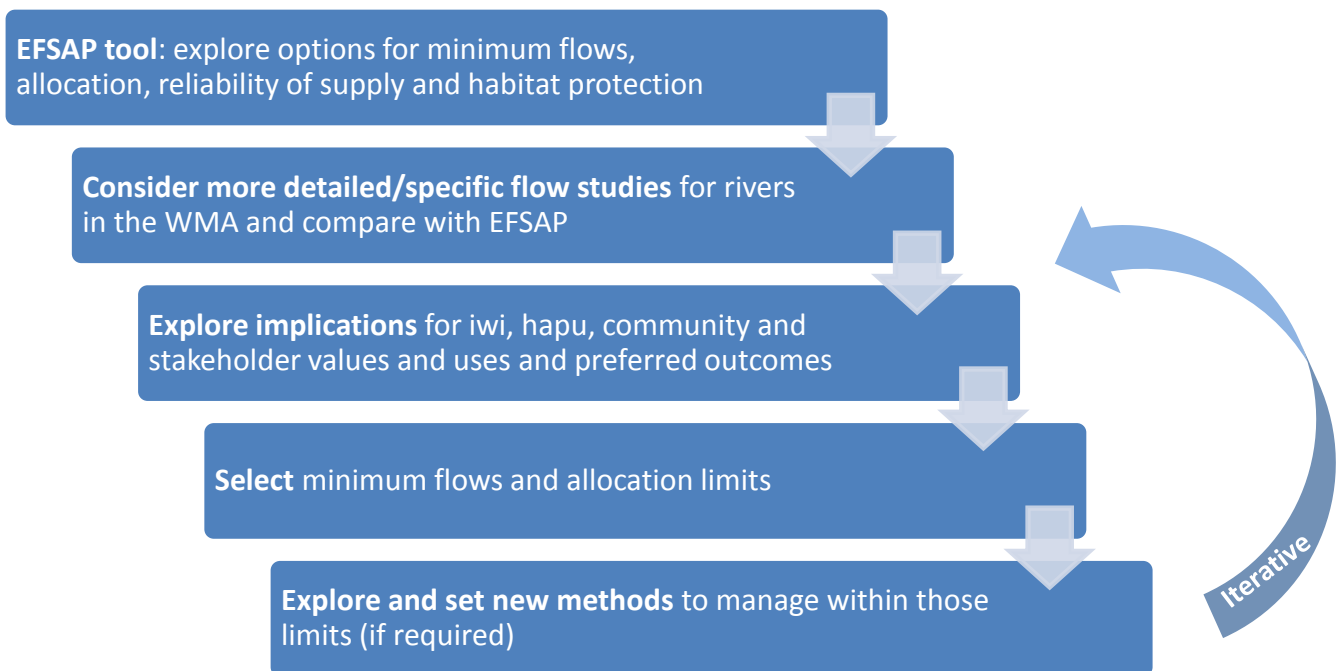 EFSAP tool: explore options for minimum flows,
allocation, reliability of supply and habitat protection
Consider more detailed/specific flow studies for rivers
in the WMA and compare with EFSAP
Explore implications for iwi, hapu, community and
stakeholder values and uses and preferred outcomes
Select minimum flows and allocation limits
Explore and set new methods to manage within those
limits (if required)
Iterative